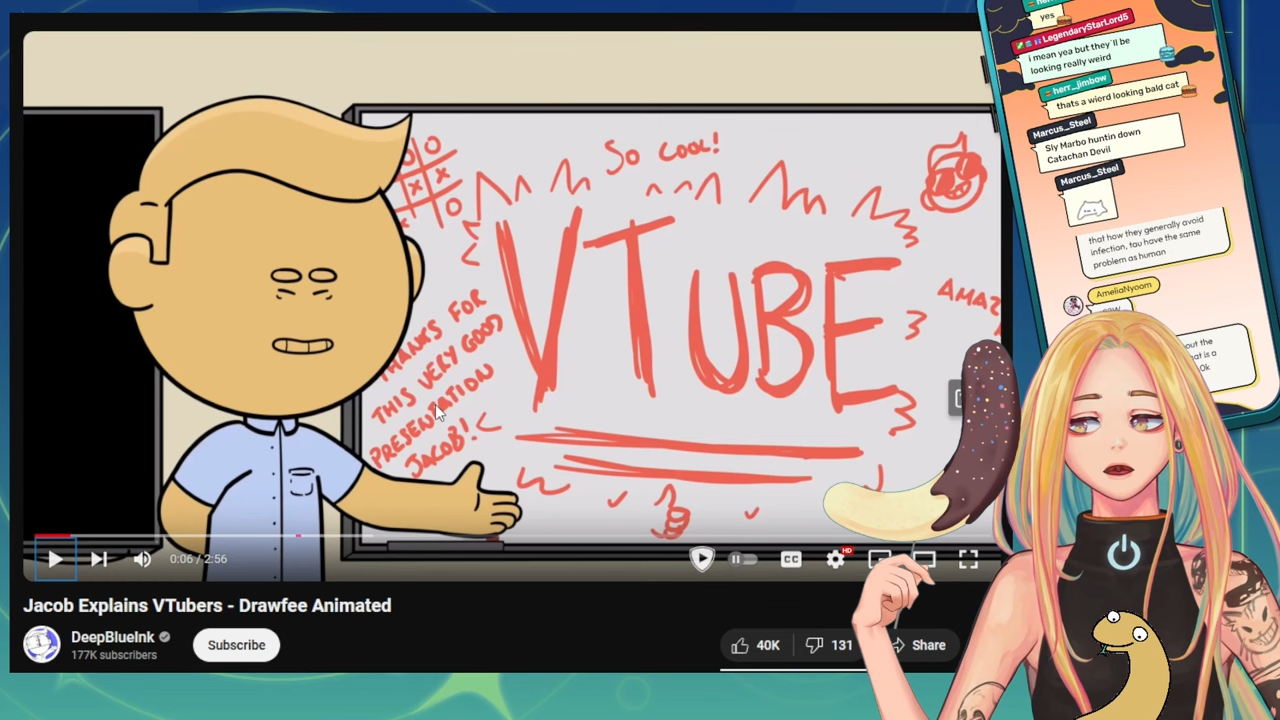 So COOL!
VTUBE
THANKS FOR
THIS VERY GOOD
PRESENTATION
JACOB!
0:06 / 2:56
CC
HD
Jacob Explains VTubers - Drawfee Animated
DeepBlueInk
177K subscribers
Subscribe
40K
131
Share
yes
LegendaryStarLord5
i mean yea but they`ll be
looking really weird
herr_jimbow
thats a wierd looking bald cat
Marcus_Steel
Sly Marbo huntin down
Catachan Devil
Marcus_Steel
that how they generally avoid
infection, tau have the same
problem as human
AmeliaNyoom